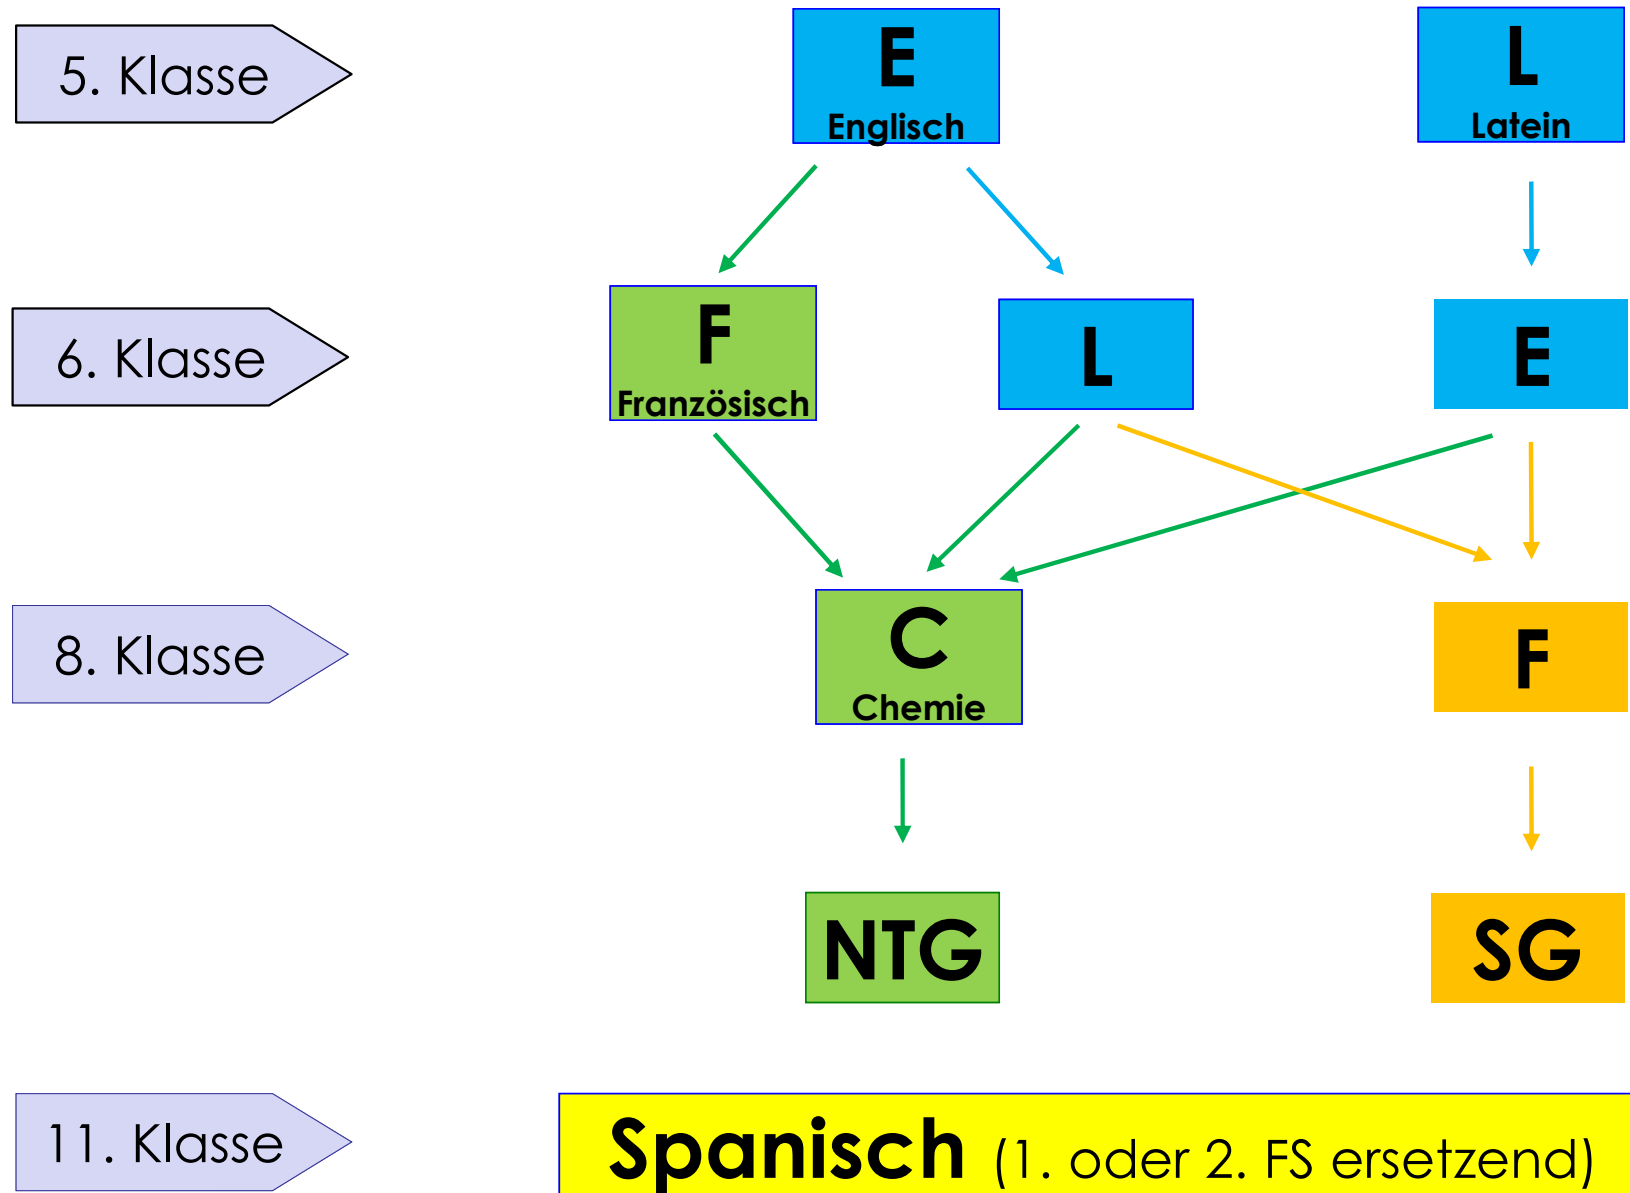 5. Klasse
E
Englisch
L
Latein
6. Klasse
F
Französisch
L
E
8. Klasse
C
Chemie
F
NTG
SG
11. Klasse
Spanisch (1. oder 2. FS ersetzend)